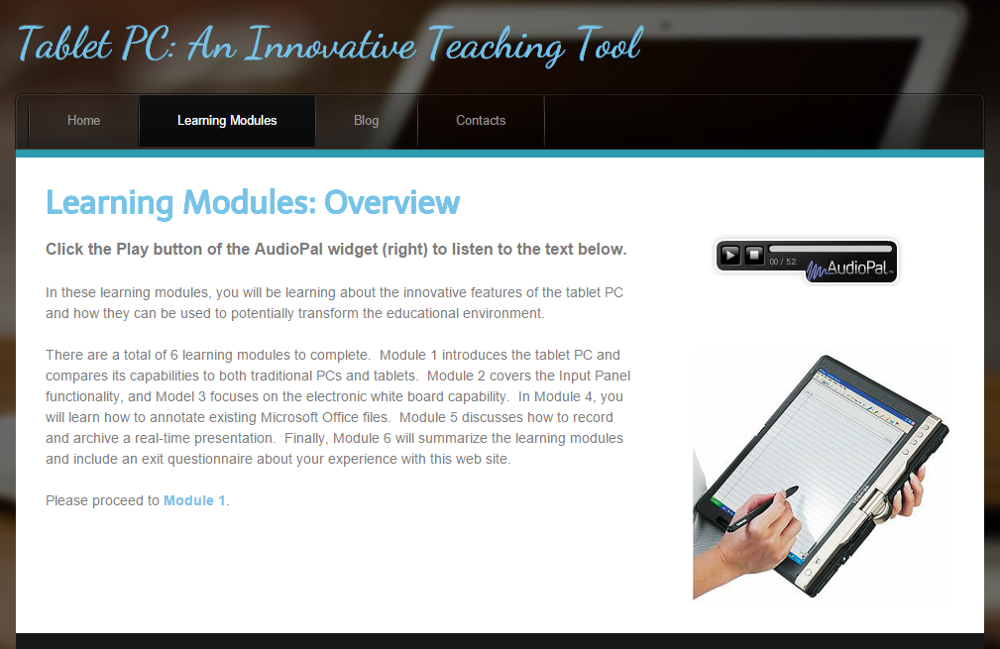 Tablet PC: An Innovative Teaching Tool
Home
Learning Modules
Blog
Contacts
Learning Modules: Overview
Click the Play button of the AudioPal widget (right) to listen to the text below.
00 / 52
AudioPal™
In these learning modules, you will be learning about the innovative features of the tablet PC
and how they can be used to potentially transform the educational environment.
There are a total of 6 learning modules to complete.  Module 1 introduces the tablet PC and
compares its capabilities to both traditional PCs and tablets.  Module 2 covers the Input Panel
functionality, and Model 3 focuses on the electronic white board capability.  In Module 4, you
will learn how to annotate existing Microsoft Office files.  Module 5 discusses how to record
and archive a real-time presentation.  Finally, Module 6 will summarize the learning modules
and include an exit questionnaire about your experience with this web site.
Please proceed to Module 1.
TOSHIBA